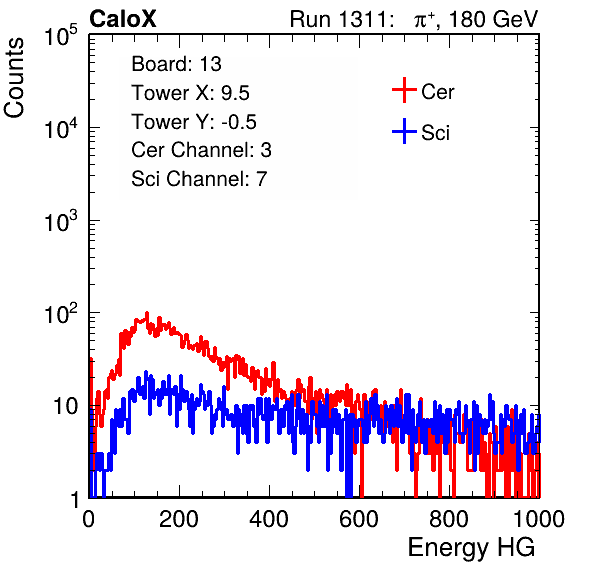 CaloX Run 1311: π⁺, 180 GeV
Counts
10⁵
10⁴
10³
10²
10
1
Board: 13
Tower X: 9.5
Tower Y: -0.5
Cer Channel: 3
Sci Channel: 7
Cer
Sci
0 200 400 600 800 1000
Energy HG